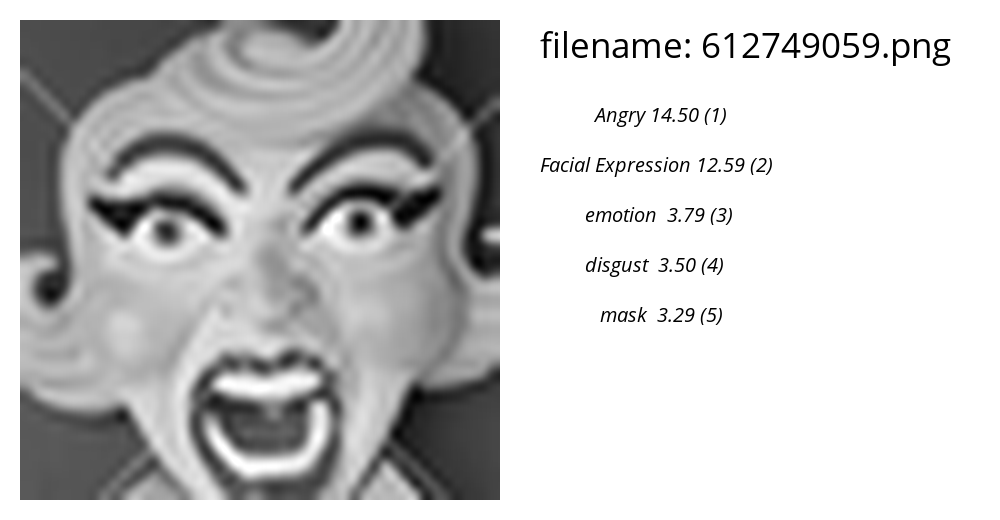 filename: 612749059.png
Angry 14.50 (1)
Facial Expression 12.59 (2)
emotion  3.79 (3)
disgust  3.50 (4)
mask  3.29 (5)